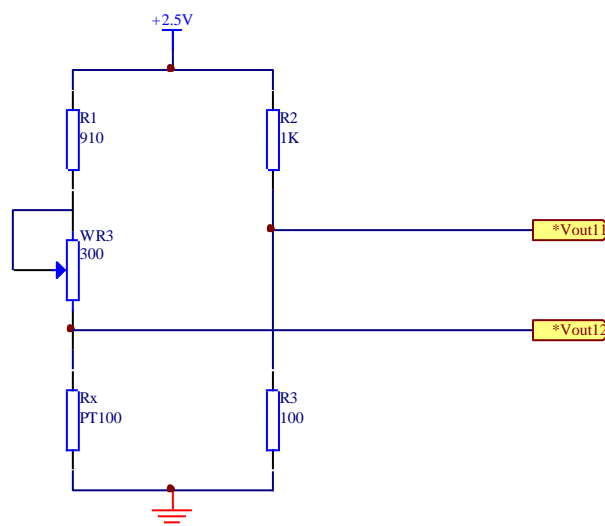 +2.5V
R1
910
R2
1K
WR3
300
*Vout11
*Vout12
Rx
PT100
R3
100